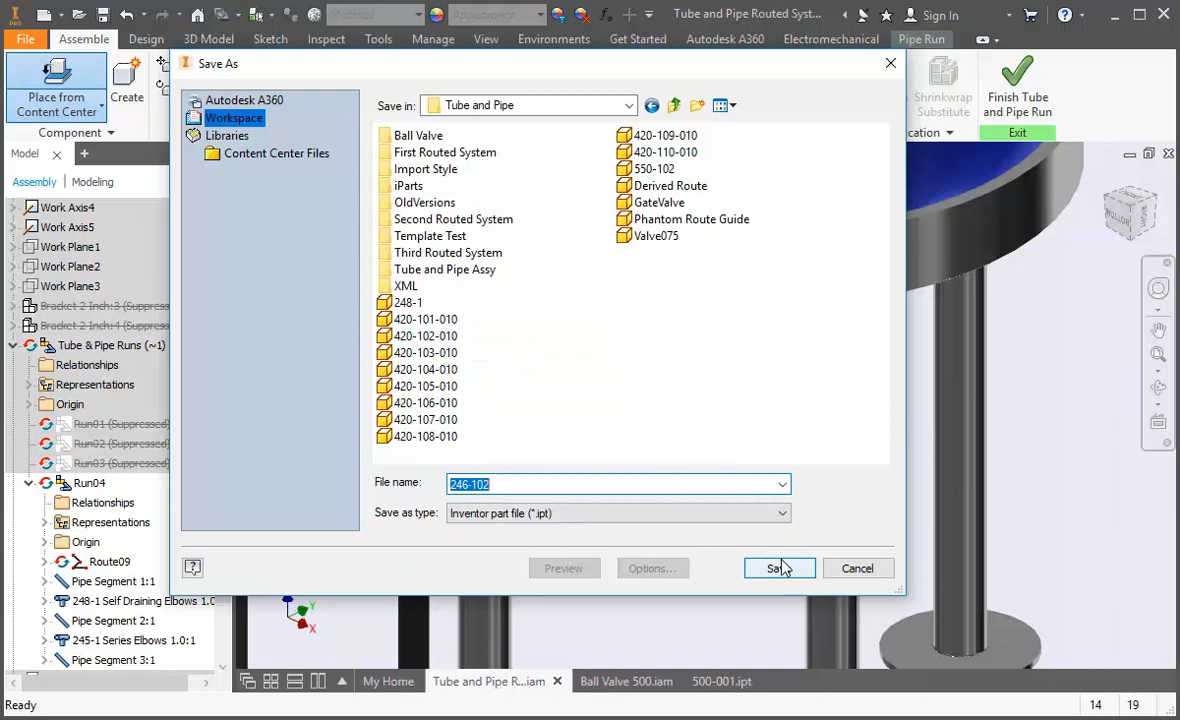 Material
Appearance
Tube and Pipe Routed Syst...
Sign In
File
Assemble
Design
3D Model
Sketch
Inspect
Tools
Manage
View
Environments
Get Started
Autodesk A360
Electromechanical
Pipe Run
Place from
Content Center
Create
Component
Shrinkwrap
Substitute
Finish Tube
and Pipe Run
Exit
Model
Assembly
Modeling
Work Axis4
Work Axis5
Work Plane1
Work Plane2
Work Plane3
Bracket 2 Inch:3 (Suppress
Bracket 2 Inch:4 (Suppress
Tube & Pipe Runs (~1)
Relationships
Representations
Origin
Run01 (Suppressed)
Run02 (Suppressed)
Run03 (Suppressed)
Run04
Relationships
Representations
Origin
Route09
Pipe Segment 1:1
248-1 Self Draining Elbows 1.0
Pipe Segment 2:1
245-1 Series Elbows 1.0:1
Pipe Segment 3:1
Save As
Autodesk A360
Workspace
Libraries
Content Center Files
Save in:
Tube and Pipe
Ball Valve
First Routed System
Import Style
iParts
OldVersions
Second Routed System
Template Test
Third Routed System
Tube and Pipe Assy
XML
248-1
420-101-010
420-102-010
420-103-010
420-104-010
420-105-010
420-106-010
420-107-010
420-108-010
420-109-010
420-110-010
550-102
Derived Route
GateValve
Phantom Route Guide
Valve075
File name:
246-102
Save as type:
Inventor part file (*.ipt)
Preview
Options...
Cancel
RIGHT
BOTTOM
Y
X
My Home
Tube and Pipe R...iam
Ball Valve 500.iam
500-001.ipt
Ready
14
19